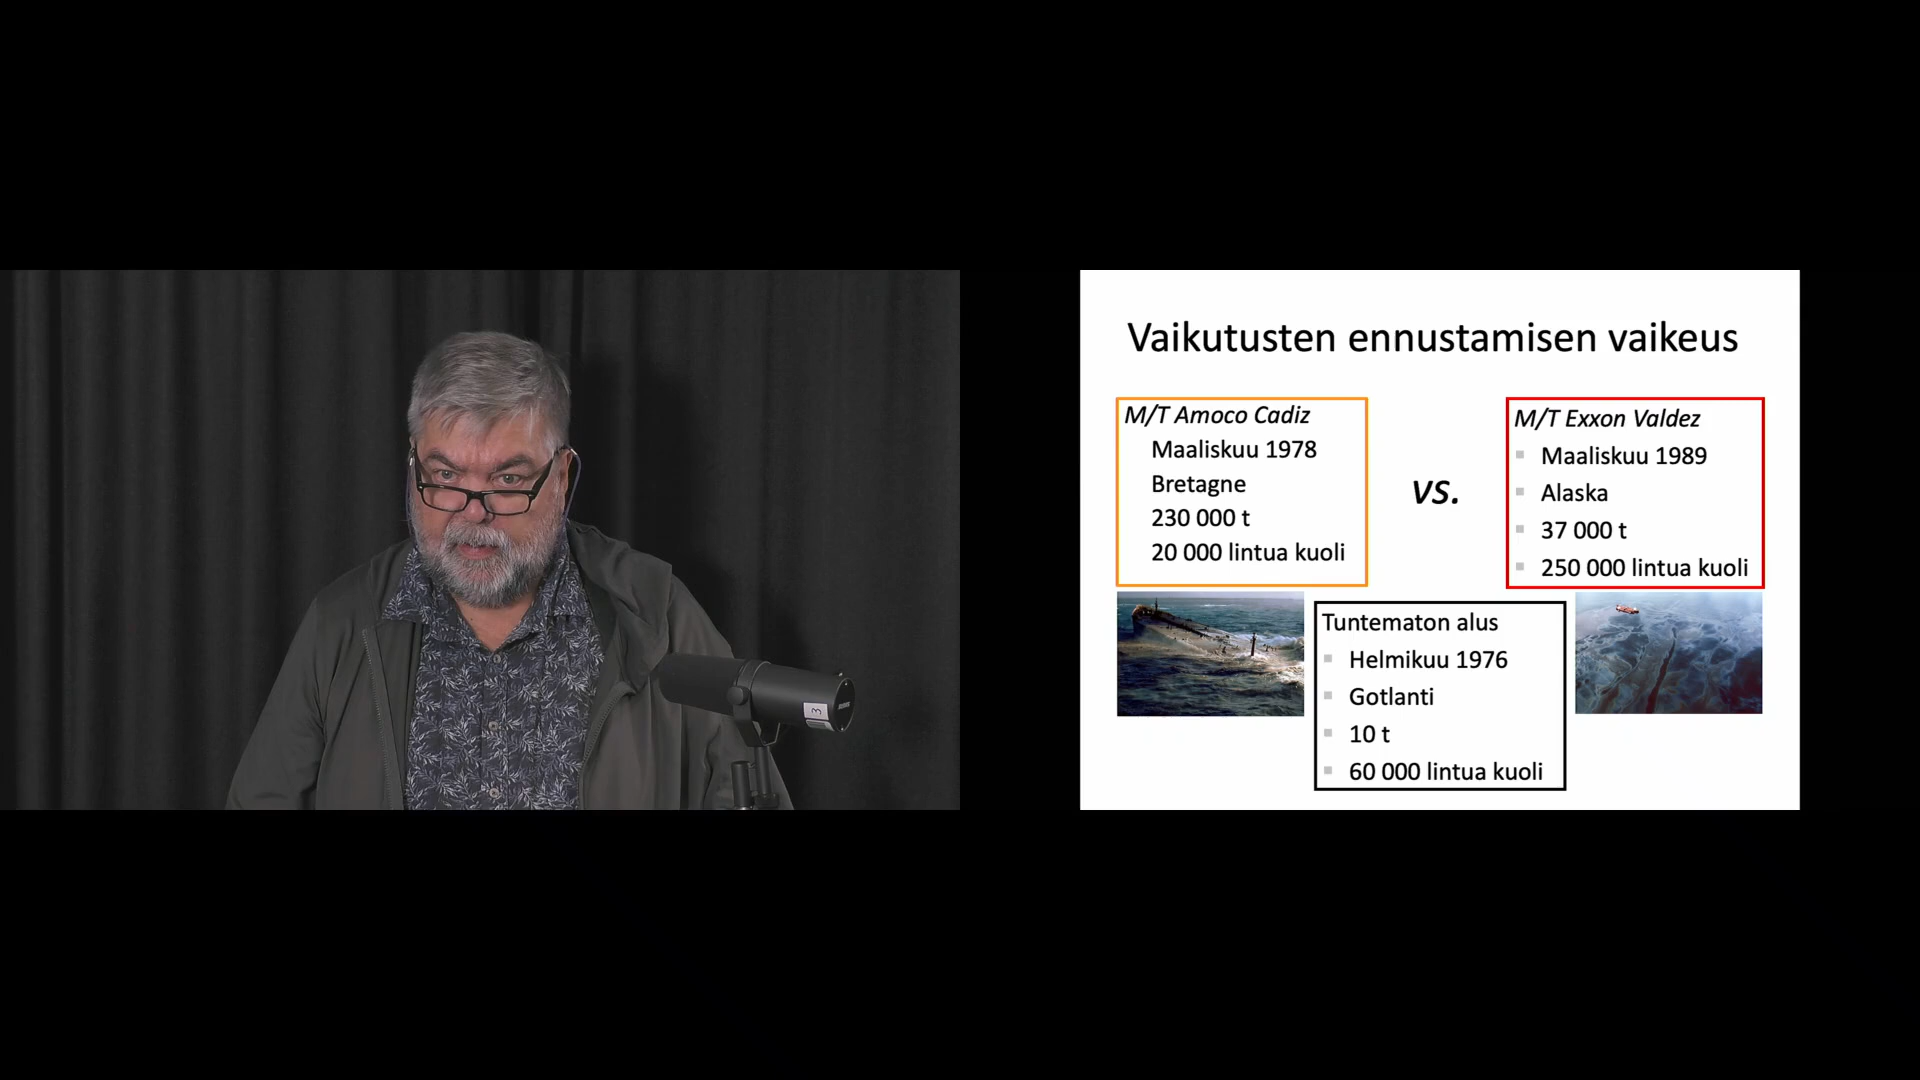 Vaikutusten ennustamisen vaikeus
M/T Amoco Cadiz
Maaliskuu 1978
Bretagne
230 000 t
20 000 lintua kuoli
vs.
M/T Exxon Valdez
Maaliskuu 1989
Alaska
37 000 t
250 000 lintua kuoli
Tuntematon alus
Helmikuu 1976
Gotlanti
10 t
60 000 lintua kuoli
3